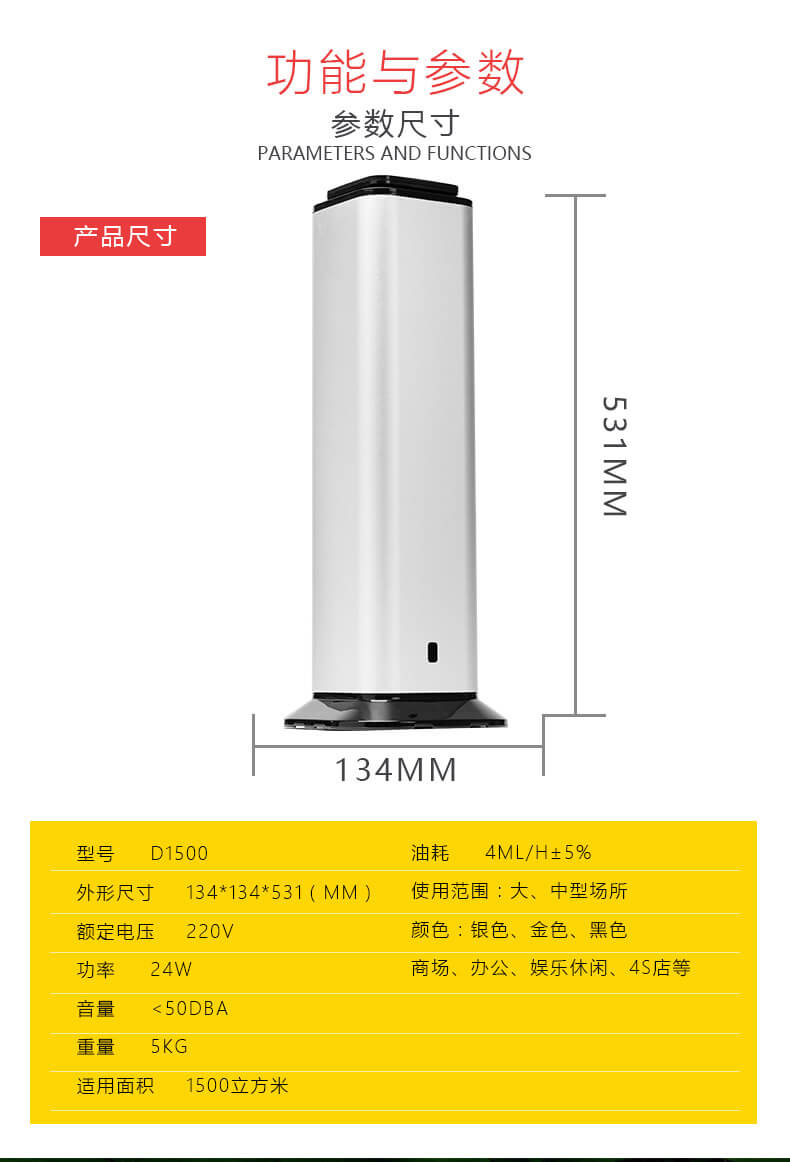 功能与参数
参数尺寸
PARAMETERS AND FUNCTIONS
产品尺寸
531MM
134MM
型号 D1500 油耗 4ML/H±5%
外形尺寸 134*134*531（MM） 使用范围：大、中型场所
额定电压 220V 颜色：银色、金色、黑色
功率 24W 商场、办公、娱乐休闲、4S店等
音量 <50DBA
重量 5KG
适用面积 1500立方米